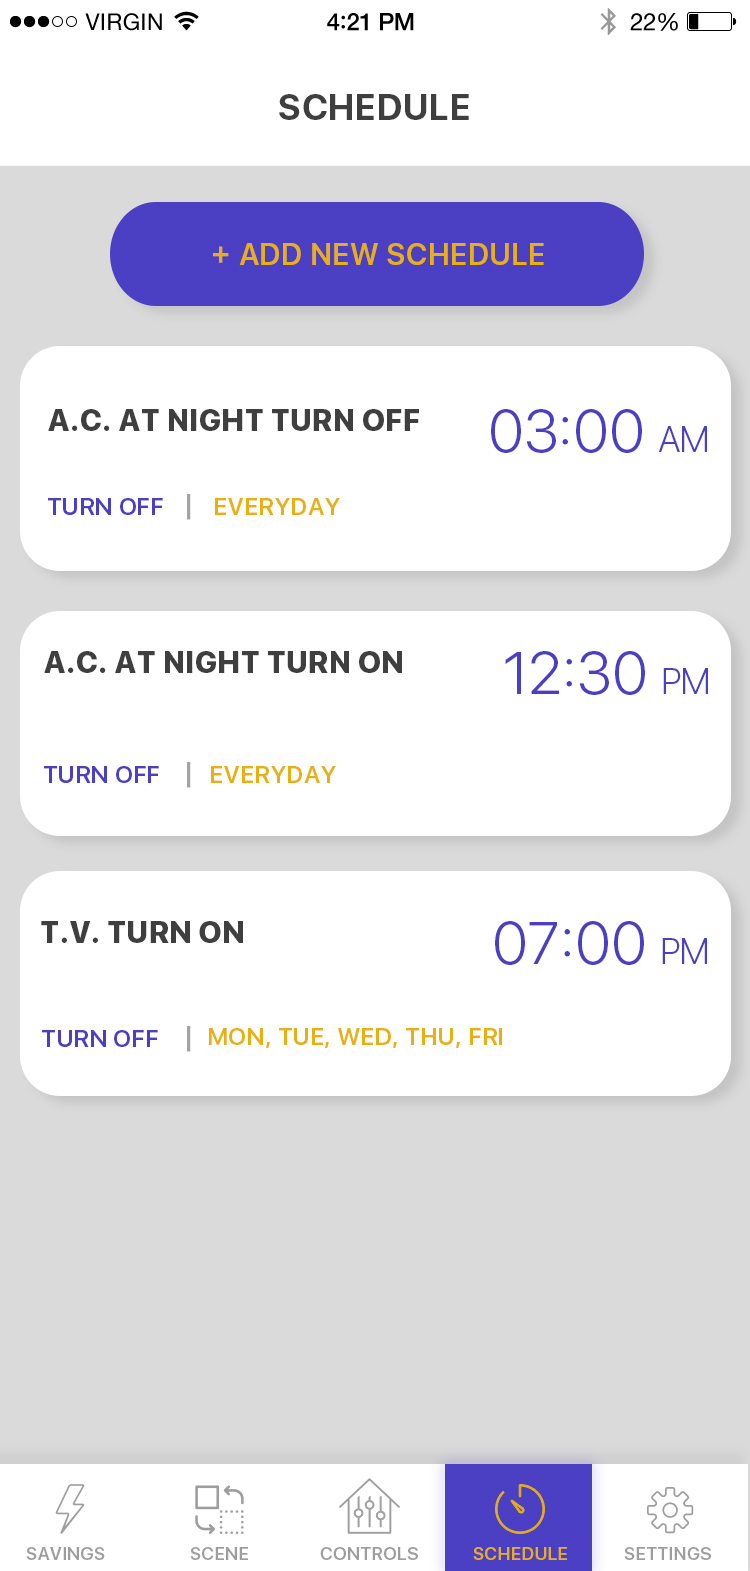 VIRGIN 4:21 PM 22%
SCHEDULE
+ ADD NEW SCHEDULE
A.C. AT NIGHT TURN OFF 03:00 AM
TURN OFF | EVERYDAY
A.C. AT NIGHT TURN ON 12:30 PM
TURN OFF | EVERYDAY
T.V. TURN ON 07:00 PM
TURN OFF | MON, TUE, WED, THU, FRI
SAVINGS SCENE CONTROLS SCHEDULE SETTINGS